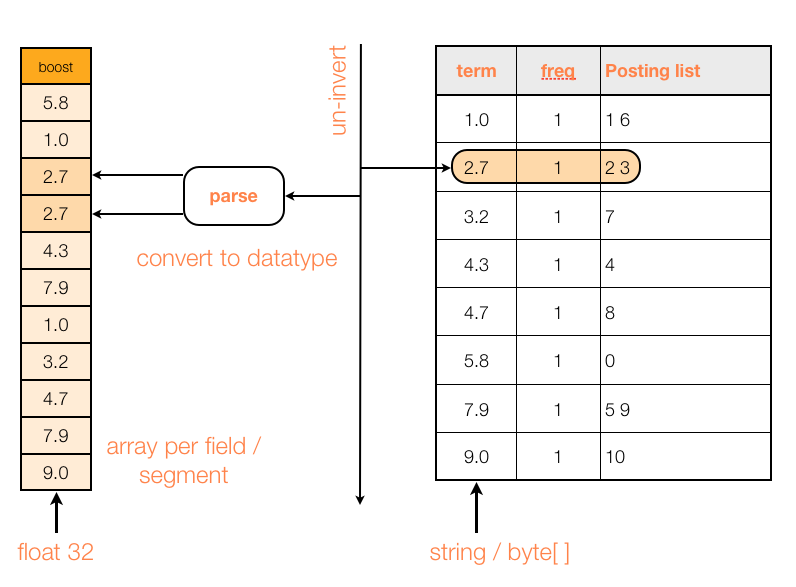 boost
5.8
1.0
2.7
2.7
4.3
7.9
1.0
3.2
4.7
7.9
9.0
float 32
parse
convert to datatype
array per field /
segment
un-invert
term freq Posting list
1.0 1 1 6
2.7 1 2 3
3.2 1 7
4.3 1 4
4.7 1 8
5.8 1 0
7.9 1 5 9
9.0 1 10
string / byte[ ]